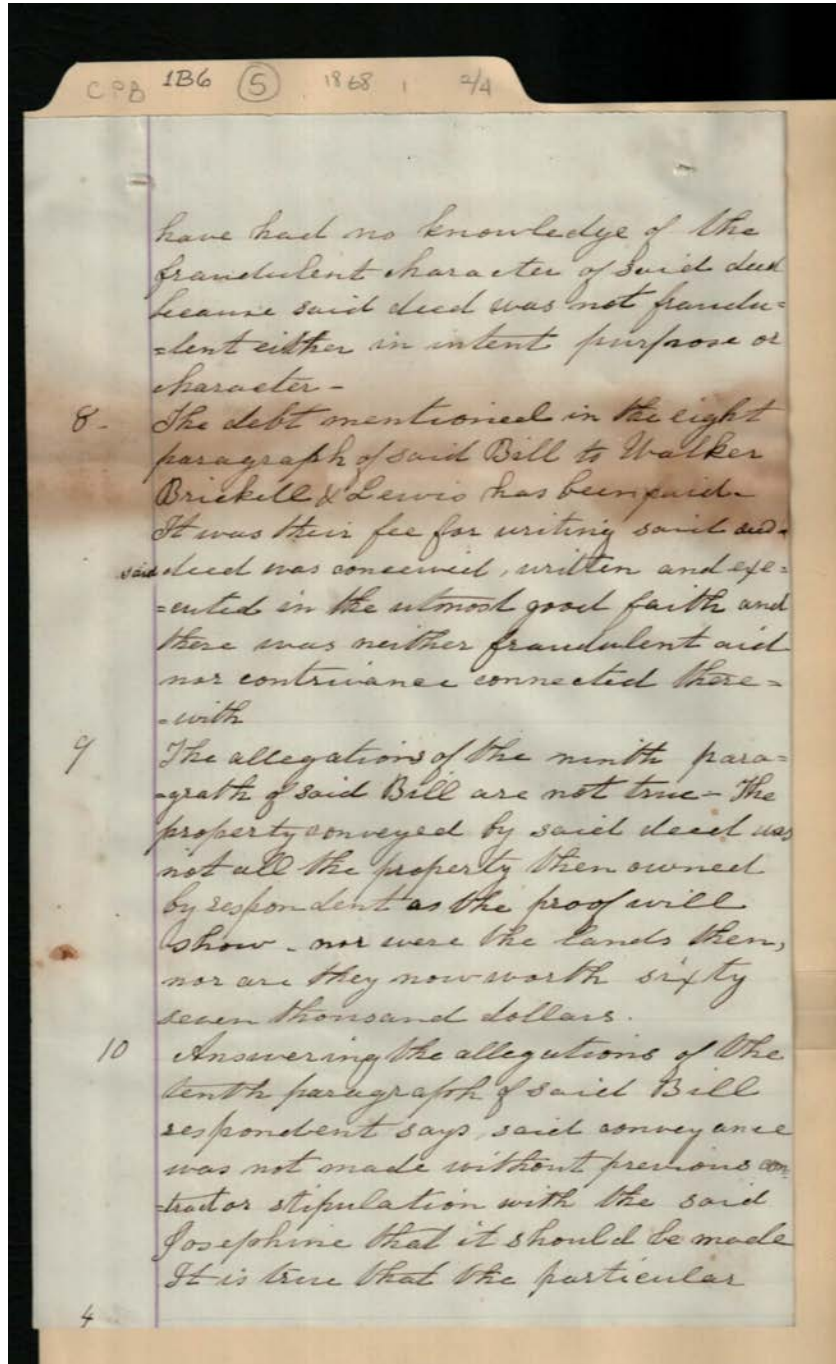 CPB 1B6 5 1868 1 2/4
have had no knowledge of the
fraudulent character of said deed
because said deed was not fraudu=
=lent either in intent purpose or
character-
8- The debt mentioned in the eight
paragraph of said Bill to Walker
Brickell & Lewis has been paid-
It was their fee for writing said deed-
said deed was conceived, written and exe=
=cuted in the utmost good faith and
there was neither fraudulent aid
nor contrivance connected there=
=with
9 The allegations of the ninth para=
=grath of said Bill are not true- The
property conveyed by said deed was
not all the property then owned
by respondent as the proof will
show - nor were the lands then,
nor are they now worth sixty
seven thousand dollars.
10 Answering the allegations of the
tenth paragraph of said Bill
respondent says, said conveyance
was not made without previous con=
=tract or stipulation with the said
Josephine that it should be made
It is true that the particular
4